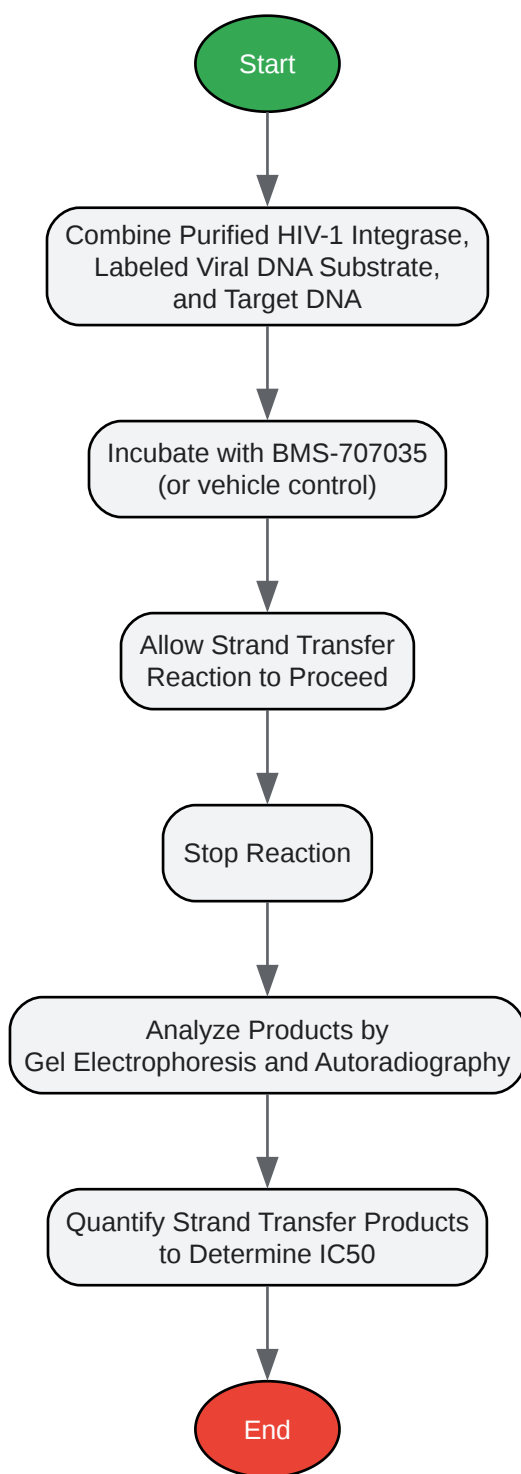 Start
Combine Purified HIV-1 Integrase,
Labeled Viral DNA Substrate,
and Target DNA
Incubate with BMS-707035
(or vehicle control)
Allow Strand Transfer
Reaction to Proceed
Stop Reaction
Analyze Products by
Gel Electrophoresis and Autoradiography
Quantify Strand Transfer Products
to Determine IC50
End